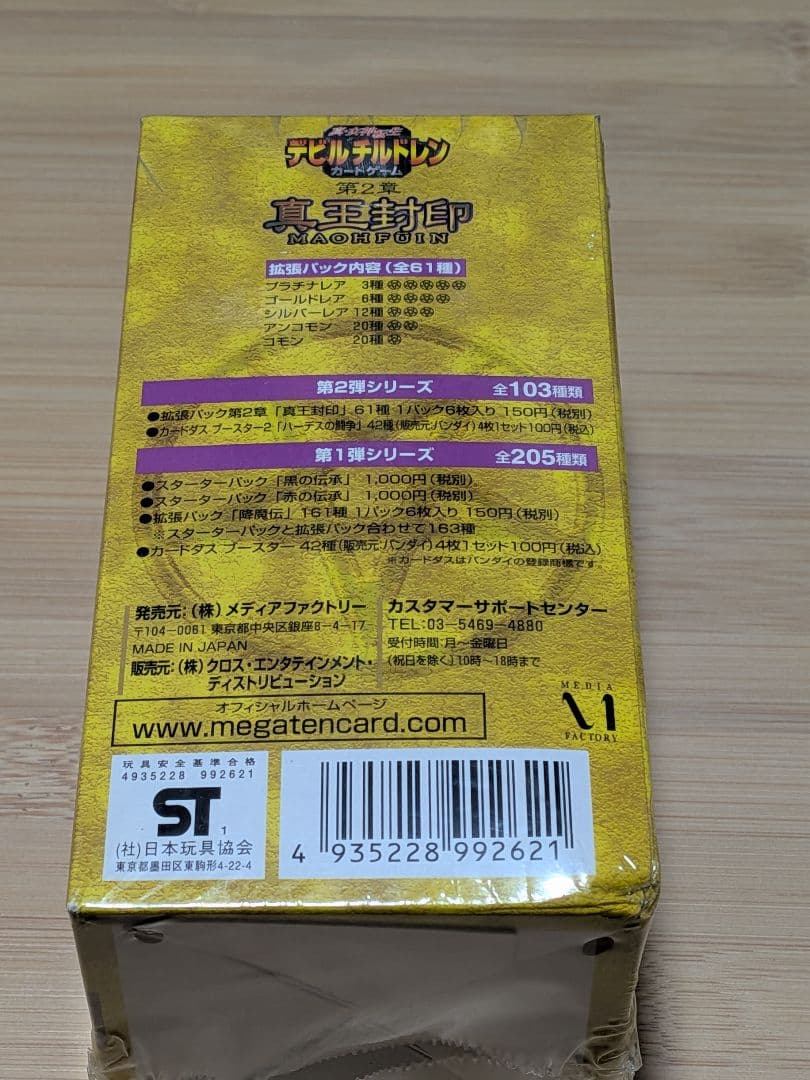 真・女神転生
デビルチルドレン
カードゲーム
第2章
真王封印
MAOHFUIN
拡張パック内容(全61種)
プラチナレア 3種
ゴールドレア 6種
シルバーレア 12種
アンコモン 20種
コモン 20種
第2弾シリーズ 全103種類
●拡張パック第2章「真王封印」61種 1パック6枚入り 150円(税別)
●カードダス ブースター2「ハーデスの闘争」42種(販売元:バンダイ)4枚1セット100円(税込)
第1弾シリーズ 全205種類
●スターターパック「黒の伝承」1,000円(税別)
●スターターパック「赤の伝承」1,000円(税別)
●拡張パック「降魔伝」161種 1パック6枚入り 150円(税別)
※スターターパックと拡張パック合わせて163種
●カードダス ブースター 42種(販売元:バンダイ)4枚1セット100円(税込)
※カードダスはバンダイの登録商標です。
発売元:(株)メディアファクトリー
〒104-0061 東京都中央区銀座8-4-17
MADE IN JAPAN
販売元:(株)クロス・エンタテインメント・
ディストリビューション
カスタマーサポートセンター
TEL:03-5469-4880
受付時間:月〜金曜日
(祝日を除く)10時〜18時まで
オフィシャルホームページ
www.megatencard.com
MEDIA
FACTORY
玩具安全基準合格
4935228 992621
ST
1
(社)日本玩具協会
東京都墨田区東駒形4-22-4
4 935228 992621